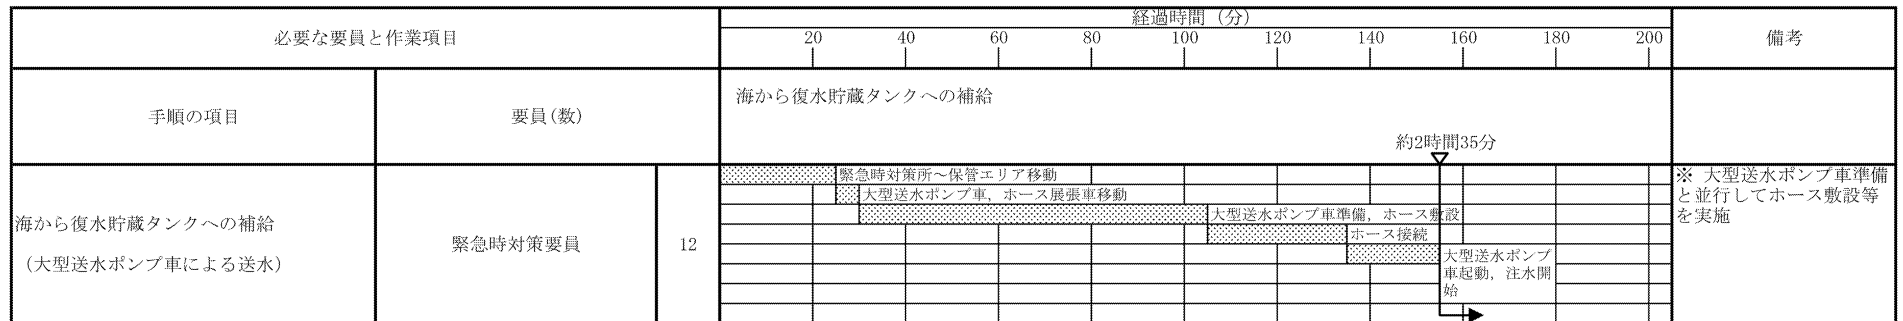 必要な要員と作業項目
経過時間（分）
20 40 60 80 100 120 140 160 180 200
備考
手順の項目
要員(数)
海から復水貯蔵タンクへの補給
約2時間35分
海から復水貯蔵タンクへの補給
（大型送水ポンプ車による送水）
緊急時対策要員
12
緊急時対策所～保管エリア移動
大型送水ポンプ車，ホース展張車移動
大型送水ポンプ車準備，ホース敷設
ホース接続
大型送水ポンプ
車起動，注水開
始
※ 大型送水ポンプ車準備
と並行してホース敷設等
を実施